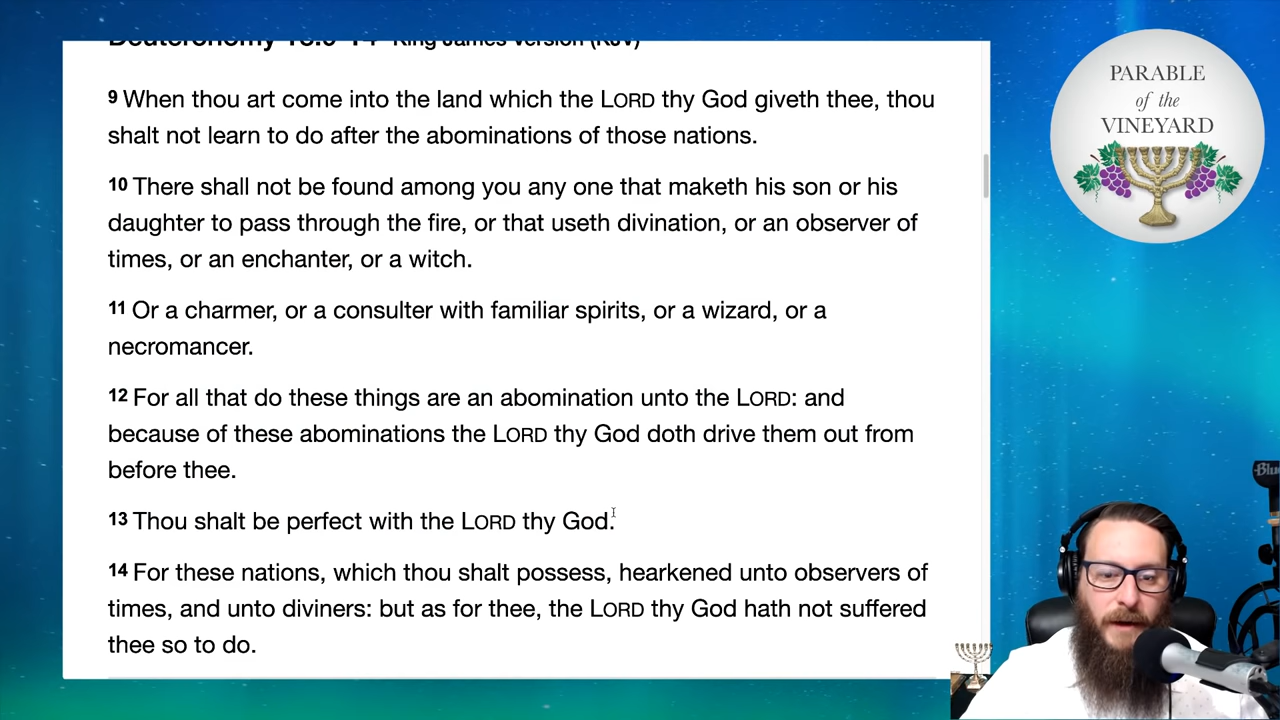 King James Version (KJV)
9 When thou art come into the land which the LORD thy God giveth thee, thou
shalt not learn to do after the abominations of those nations.
10 There shall not be found among you any one that maketh his son or his
daughter to pass through the fire, or that useth divination, or an observer of
times, or an enchanter, or a witch.
11 Or a charmer, or a consulter with familiar spirits, or a wizard, or a
necromancer.
12 For all that do these things are an abomination unto the LORD: and
because of these abominations the LORD thy God doth drive them out from
before thee.
13 Thou shalt be perfect with the LORD thy God.
14 For these nations, which thou shalt possess, hearkened unto observers of
times, and unto diviners: but as for thee, the LORD thy God hath not suffered
thee so to do.
PARABLE
of the
VINEYARD